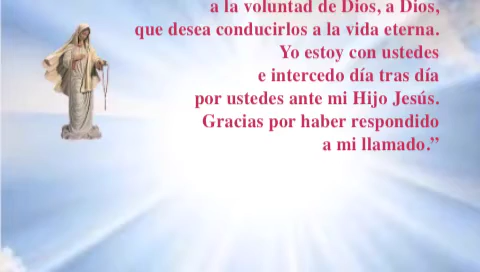 a la voluntad de Dios, a Dios,
que desea conducirlos a la vida eterna.
Yo estoy con ustedes
e intercedo día tras día
por ustedes ante mi Hijo Jesús.
Gracias por haber respondido
a mi llamado.”